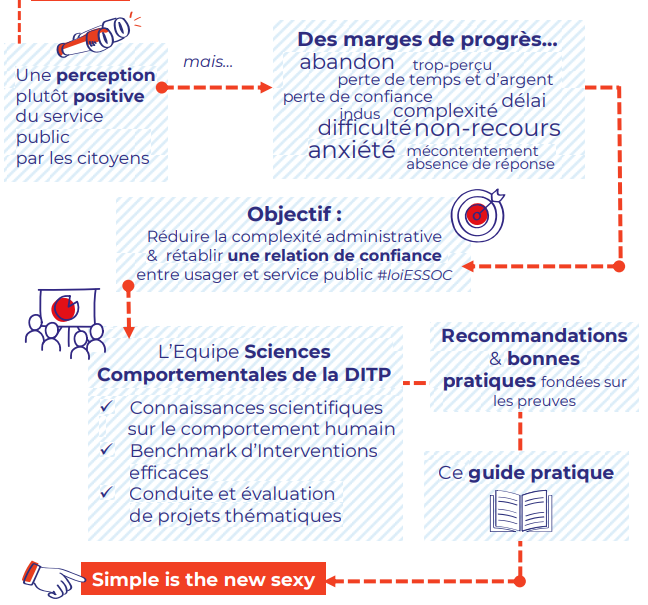 Une perception
plutôt positive
du service
public
par les citoyens
mais...
Des marges de progrès...
abandon trop-perçu
perte de temps et d'argent
perte de confiance
indus complexité délai
difficulté non-recours
anxiété mécontentement
absence de réponse
Objectif :
Réduire la complexité administrative
& rétablir une relation de confiance
entre usager et service public #loiESSOC
L'Equipe Sciences
Comportementales de la DITP
✓ Connaissances scientifiques
sur le comportement humain
✓ Benchmark d'Interventions
efficaces
✓ Conduite et évaluation
de projets thématiques
Recommandations
& bonnes
pratiques fondées sur
les preuves
Ce guide pratique
Simple is the new sexy